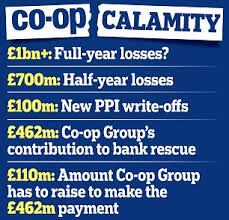 co-op CALAMITY
£1bn+: Full-year losses?
£700m: Half-year losses
£100m: New PPI write-offs
£462m: Co-op Group's
contribution to bank rescue
£110m: Amount Co-op Group
has to raise to make the
£462m payment